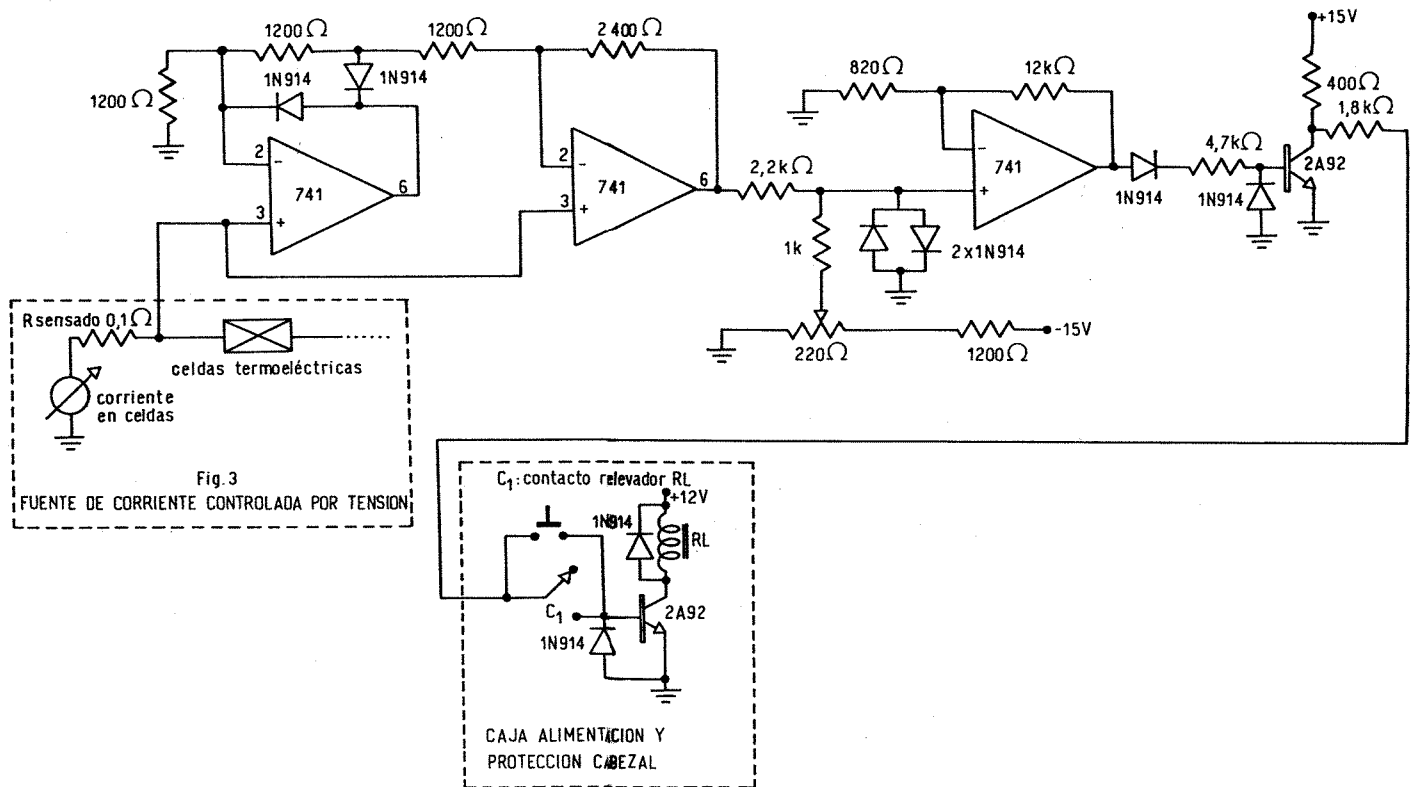 +15V
1200Ω
1200Ω
2 400Ω
1N914
1N914
1200Ω
820Ω
12kΩ
400Ω
1,8kΩ
2
-
741
6
3
+
2
-
741
6
3
+
2,2kΩ
-
741
+
1N914
4,7kΩ
1N914
2A92
1k
2x1N914
220Ω
1200Ω
-15V
R sensado 0,1Ω
celdas termoeléctricas
corriente
en celdas
Fig. 3
FUENTE DE CORRIENTE CONTROLADA POR TENSION
C1: contacto relevador RL
+12V
1N914
RL
C1
2A92
1N914
CAJA ALIMENTACION Y
PROTECCION CABEZAL